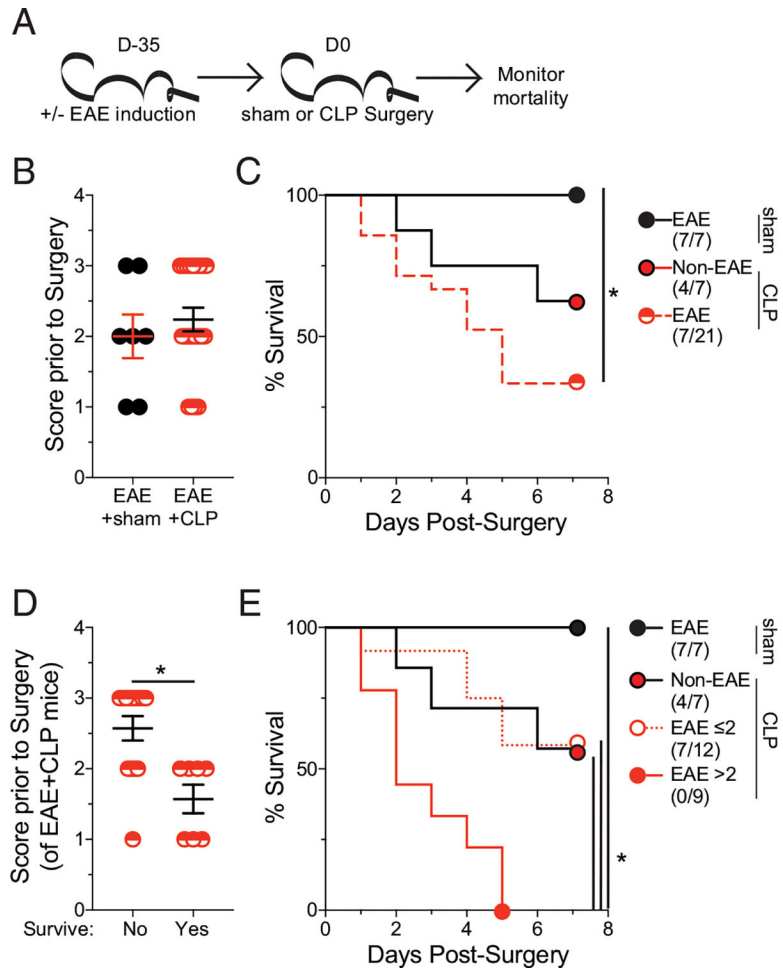 A
D-35
D0
+/- EAE induction
sham or CLP Surgery
Monitor
mortality
B
Score prior to Surgery
4
3
2
1
0
EAE
+sham
EAE
+CLP
C
% Survival
100
50
0
0 2 4 6 8
Days Post-Surgery
*
EAE
(7/7)
Non-EAE
(4/7)
EAE
(7/21)
sham
CLP
D
Score prior to Surgery
(of EAE+CLP mice)
4
3
2
1
0
*
Survive: No Yes
E
% Survival
100
50
0
0 2 4 6 8
Days Post-Surgery
*
EAE
(7/7)
Non-EAE
(4/7)
EAE ≤2
(7/12)
EAE >2
(0/9)
sham
CLP